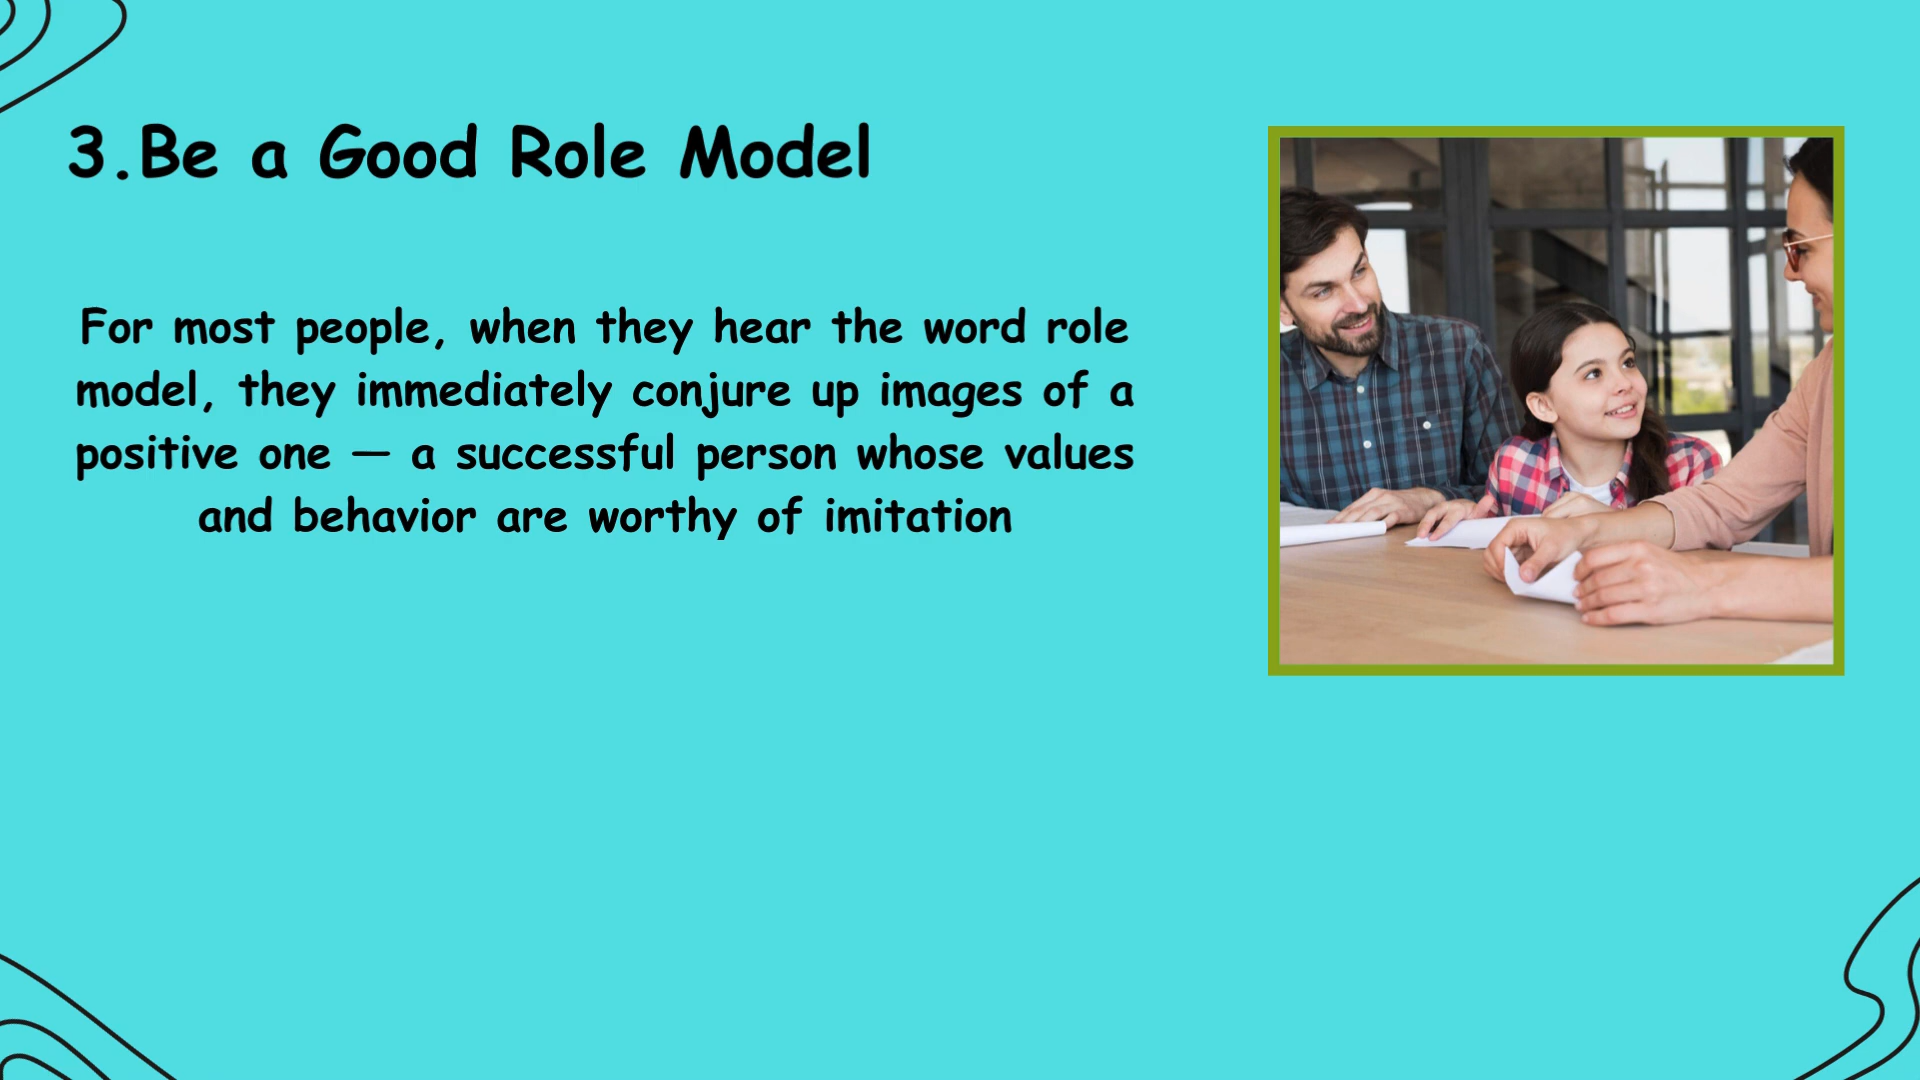 3.Be a Good Role Model
For most people, when they hear the word role
model, they immediately conjure up images of a
positive one — a successful person whose values
and behavior are worthy of imitation